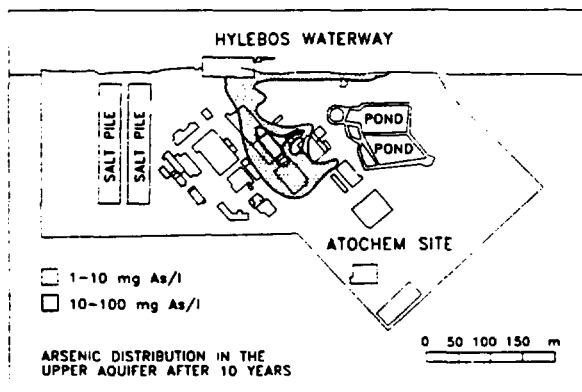 HYLEBOS WATERWAY
SALT PILE
SALT PILE
POND
POND
ATOCHEM SITE
1-10 mg As/l
10-100 mg As/l
0 50 100 150 m
ARSENIC DISTRIBUTION IN THE
UPPER AQUIFER AFTER 10 YEARS